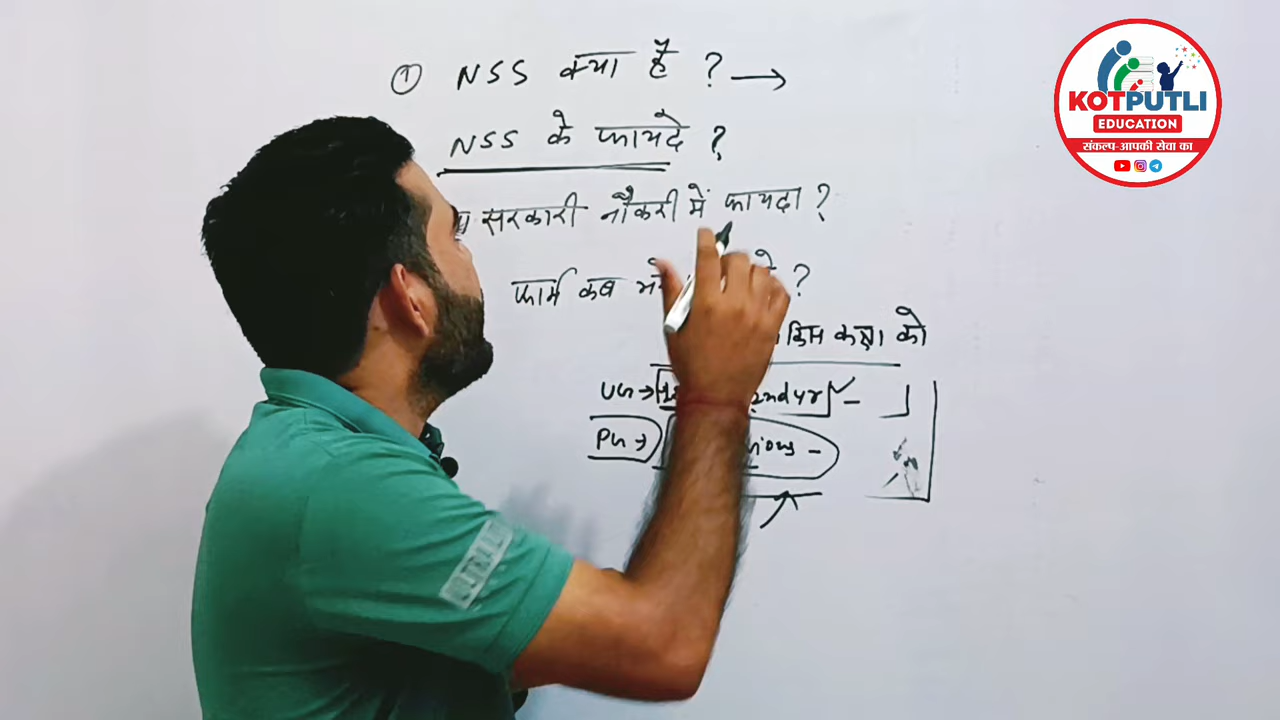 ① NSS क्या है ? →
NSS के फायदे ?
सरकारी नौकरी में फायदा ?
फार्म कब ?
किस कक्षा को
UG → 2nd yr -
PG →
KOTPUTLI
EDUCATION
संकल्प-आपकी सेवा का